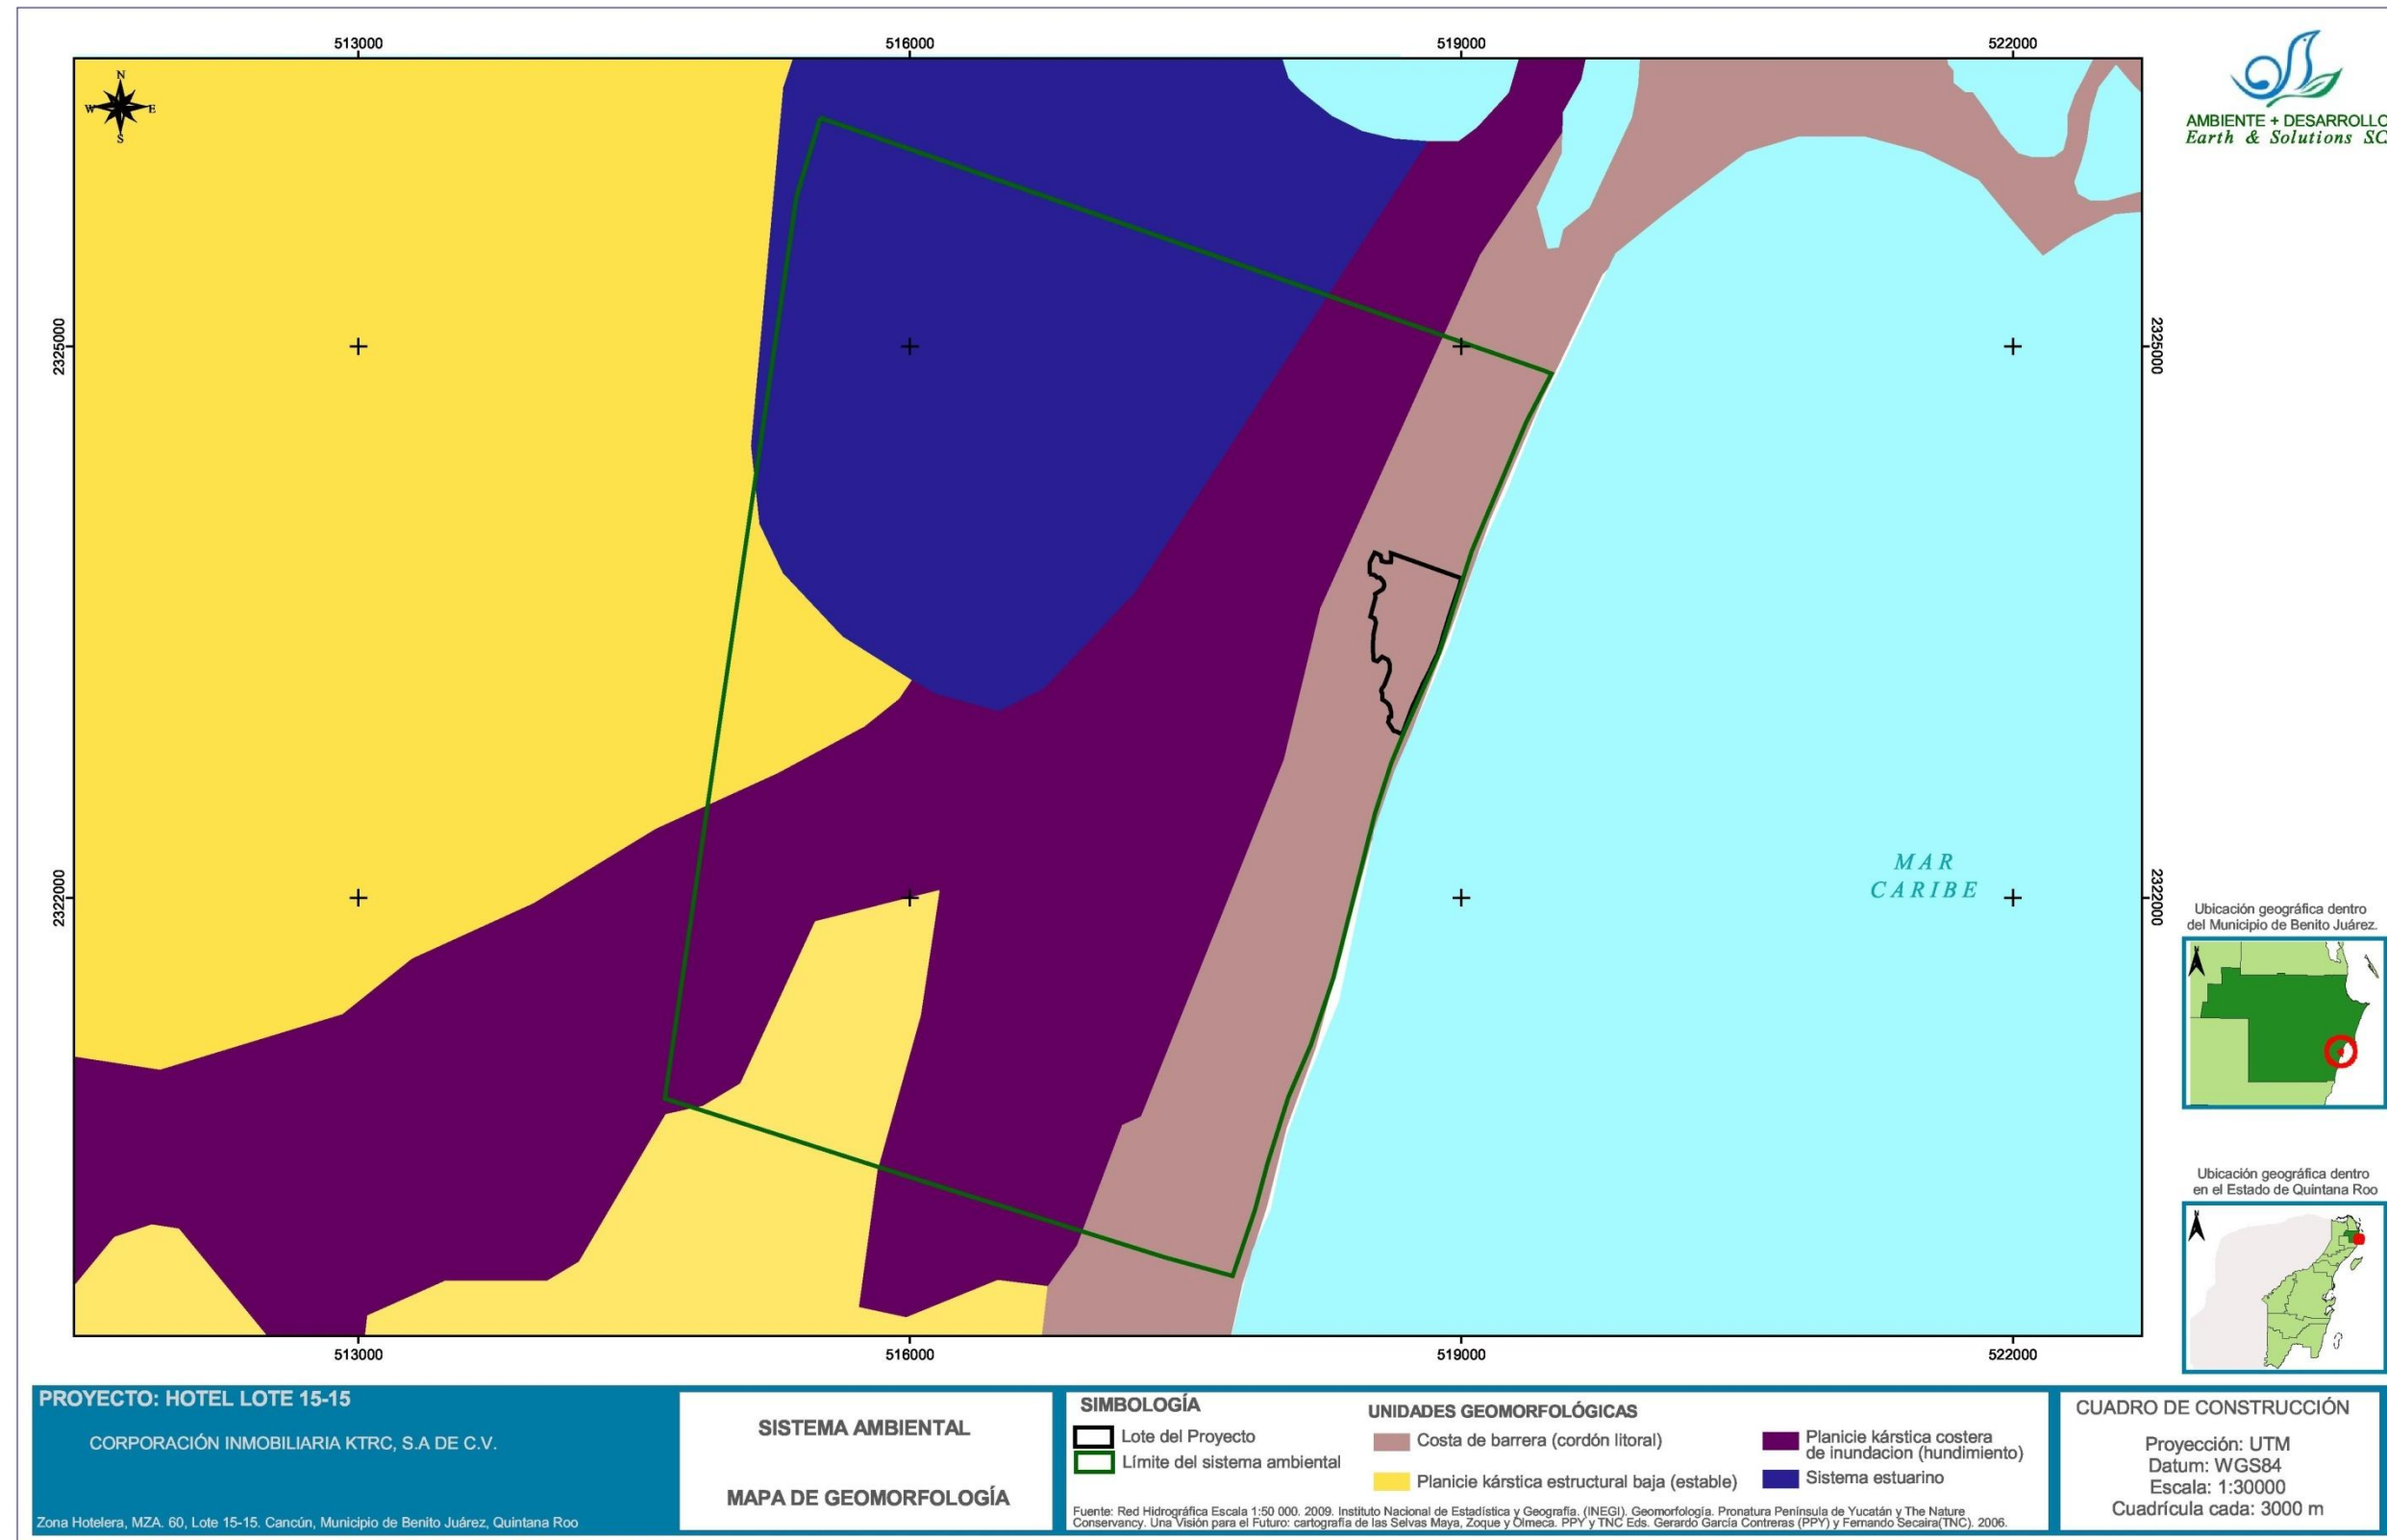 513000
516000
519000
522000
N
W
E
S
AMBIENTE + DESARROLLO
Earth & Solutions SC
2325000
2325000
2322000
2322000
MAR
CARIBE
Ubicación geográfica dentro
del Municipio de Benito Juárez.
N
Ubicación geográfica dentro
en el Estado de Quintana Roo
N
513000
516000
519000
522000
PROYECTO: HOTEL LOTE 15-15
CORPORACIÓN INMOBILIARIA KTRC, S.A DE C.V.
Zona Hotelera, MZA. 60, Lote 15-15. Cancún, Municipio de Benito Juárez, Quintana Roo
SISTEMA AMBIENTAL
MAPA DE GEOMORFOLOGÍA
SIMBOLOGÍA
Lote del Proyecto
Límite del sistema ambiental
UNIDADES GEOMORFOLÓGICAS
Costa de barrera (cordón litoral)
Planicie kárstica estructural baja (estable)
Planicie kárstica costera
de inundacion (hundimiento)
Sistema estuarino
Fuente: Red Hidrográfica Escala 1:50 000. 2009. Instituto Nacional de Estadística y Geografía. (INEGI). Geomorfología. Pronatura Península de Yucatán y The Nature
Conservancy. Una Visión para el Futuro: cartografía de las Selvas Maya, Zoque y Olmeca. PPY y TNC Eds. Gerardo García Contreras (PPY) y Fernando Secaira(TNC). 2006.
CUADRO DE CONSTRUCCIÓN
Proyección: UTM
Datum: WGS84
Escala: 1:30000
Cuadrícula cada: 3000 m